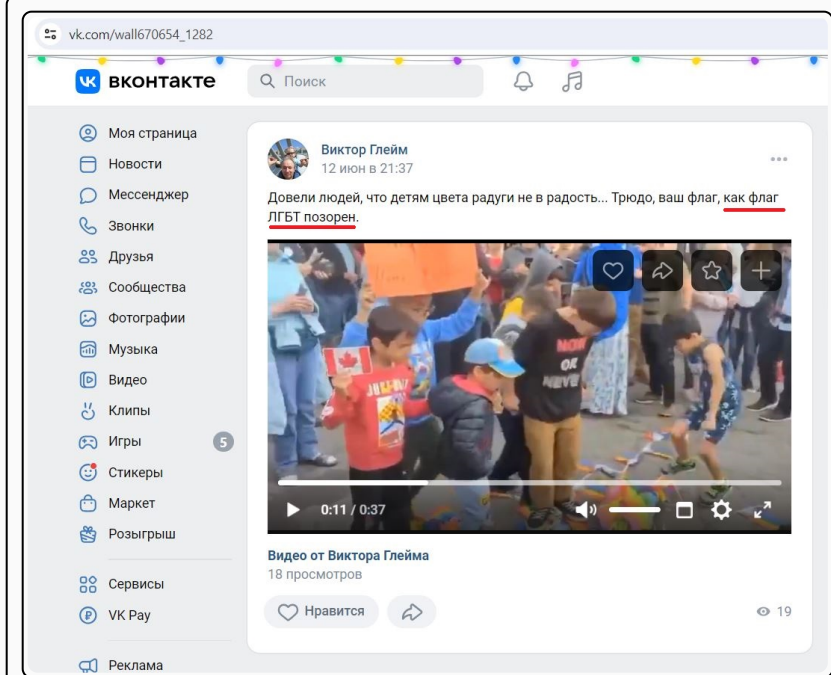 vk.com/wall670654_1282
вконтакте
Поиск
Моя страница
Новости
Мессенджер
Звонки
Друзья
Сообщества
Фотографии
Музыка
Видео
Клипы
Игры 5
Стикеры
Маркет
Розыгрыш
Сервисы
VK Pay
Реклама
Виктор Глейм
12 июн в 21:37
Довели людей, что детям цвета радуги не в радость... Трюдо, ваш флаг, как флаг
ЛГБТ позорен.
NOW
OR
NEVER
0:11 / 0:37
Видео от Виктора Глейма
18 просмотров
Нравится
19